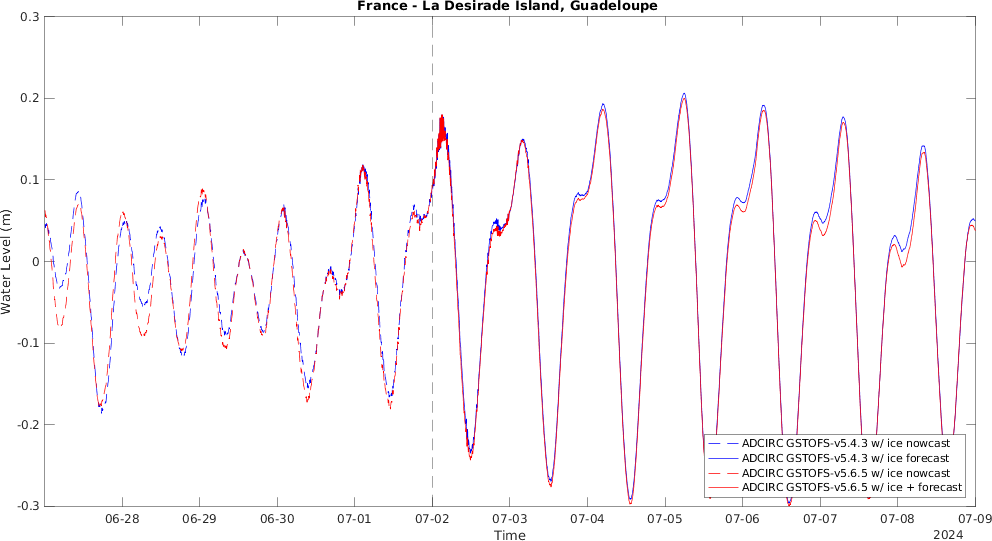 France - La Desirade Island, Guadeloupe
0.3
0.2
0.1
0
-0.1
-0.2
-0.3
Water Level (m)
ADCIRC GSTOFS-v5.4.3 w/ ice nowcast
ADCIRC GSTOFS-v5.4.3 w/ ice forecast
ADCIRC GSTOFS-v5.6.5 w/ ice nowcast
ADCIRC GSTOFS-v5.6.5 w/ ice + forecast
06-28 06-29 06-30 07-01 07-02 07-03 07-04 07-05 07-06 07-07 07-08 07-09
Time
2024